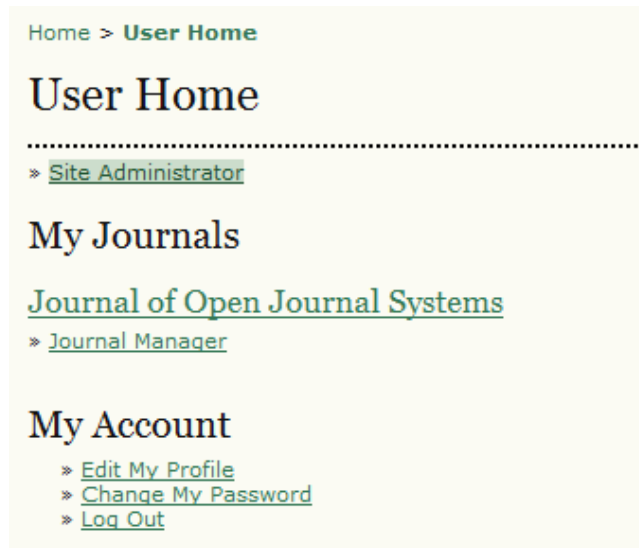 Home > User Home
User Home
» Site Administrator
My Journals
Journal of Open Journal Systems
» Journal Manager
My Account
» Edit My Profile
» Change My Password
» Log Out